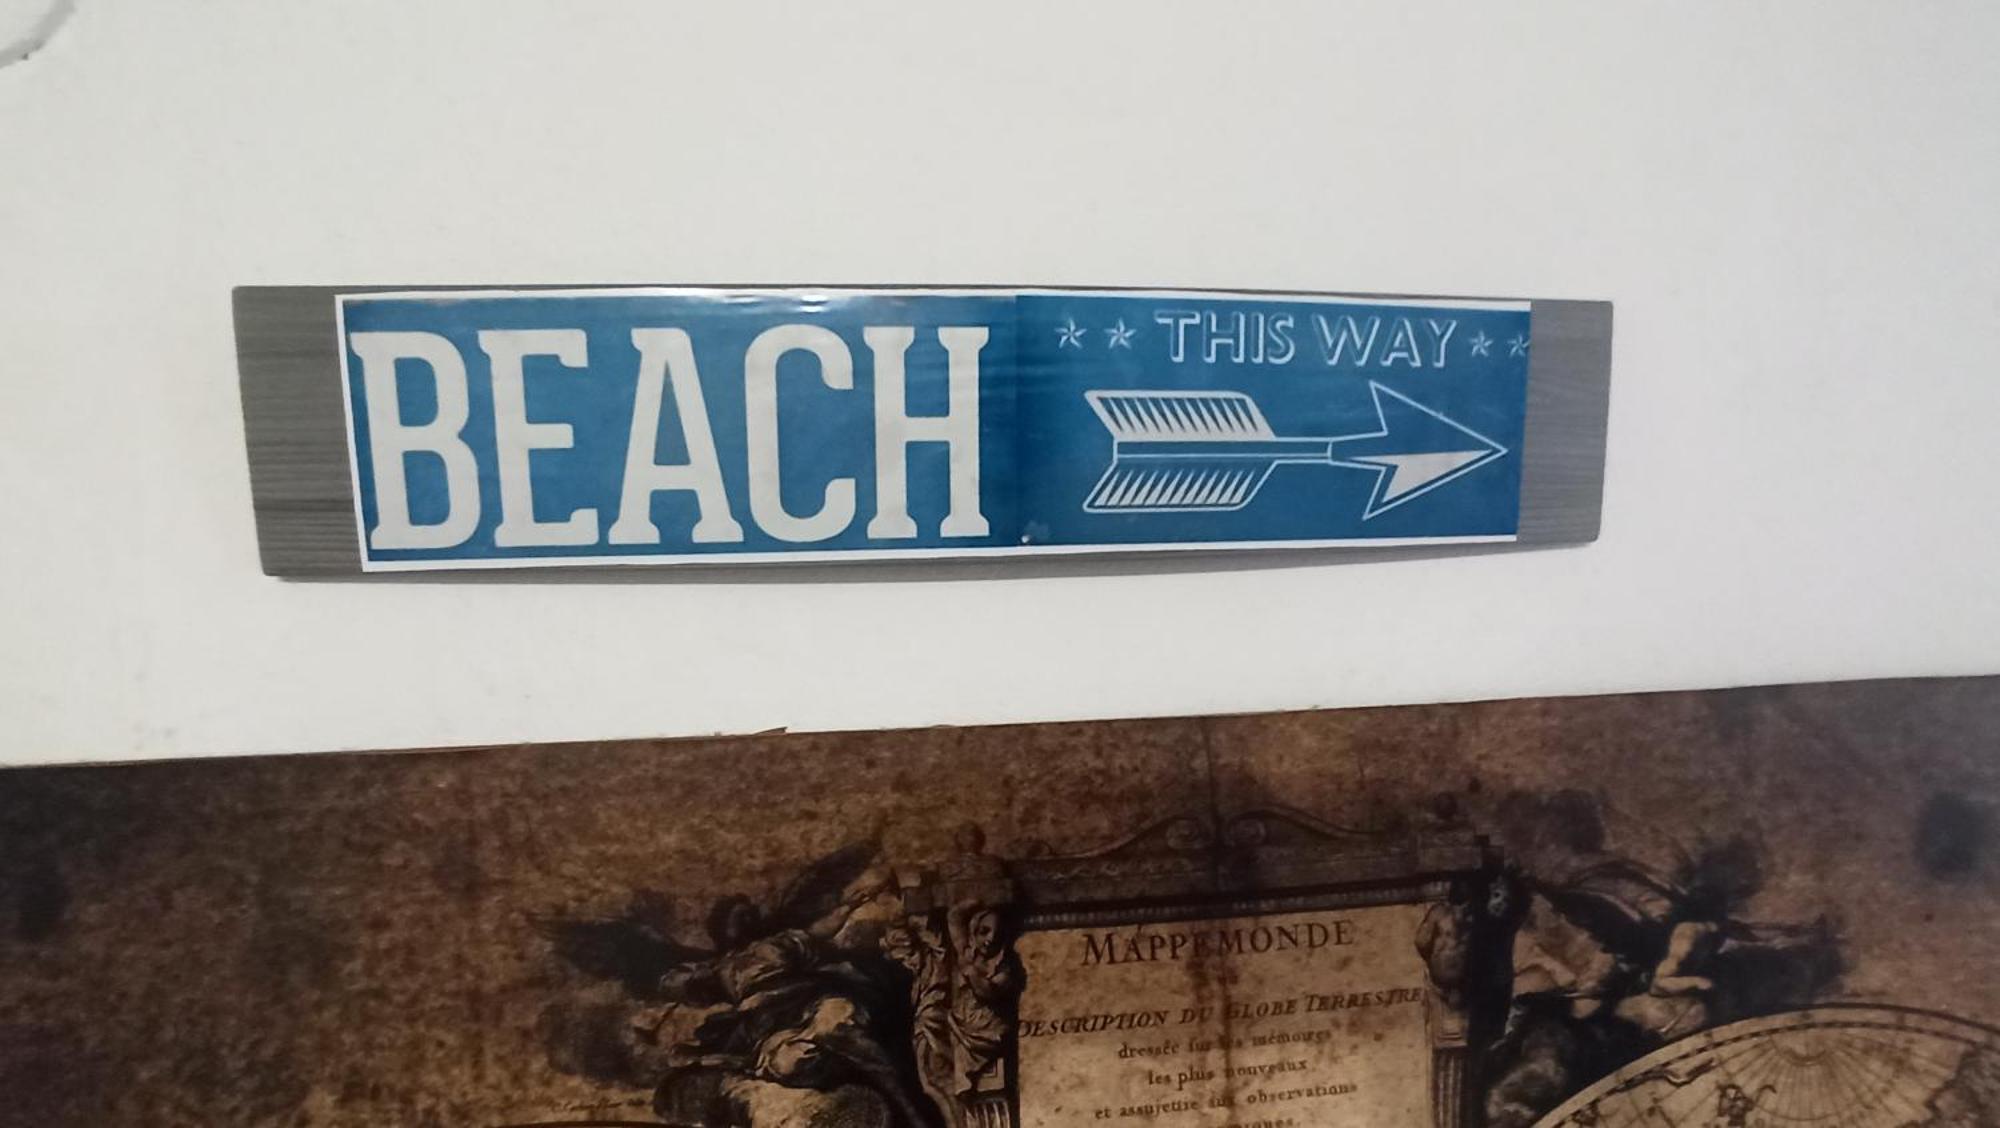 BEACH
THIS WAY
MAPPEMONDE
DESCRIPTION DU GLOBE TERRESTRE
dressée sur les mémoires
les plus nouveaux
et assujettie aux observations